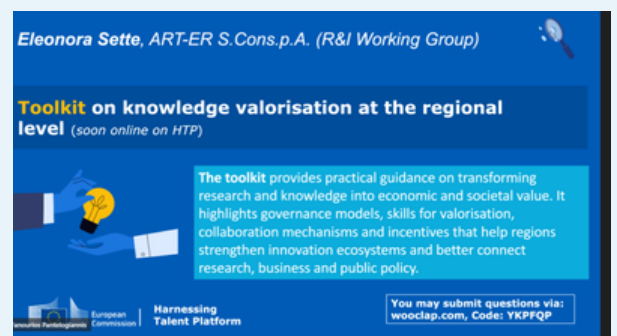 Eleonora Sette, ART-ER S.Cons.p.A. (R&I Working Group)
Toolkit on knowledge valorisation at the regional
level (soon online on HTP)
The toolkit provides practical guidance on transforming
research and knowledge into economic and societal value. It
highlights governance models, skills for valorisation,
collaboration mechanisms and incentives that help regions
strengthen innovation ecosystems and better connect
research, business and public policy.
European
Commission
Harnessing
Talent Platform
You may submit questions via:
wooclap.com, Code: YKPFQP